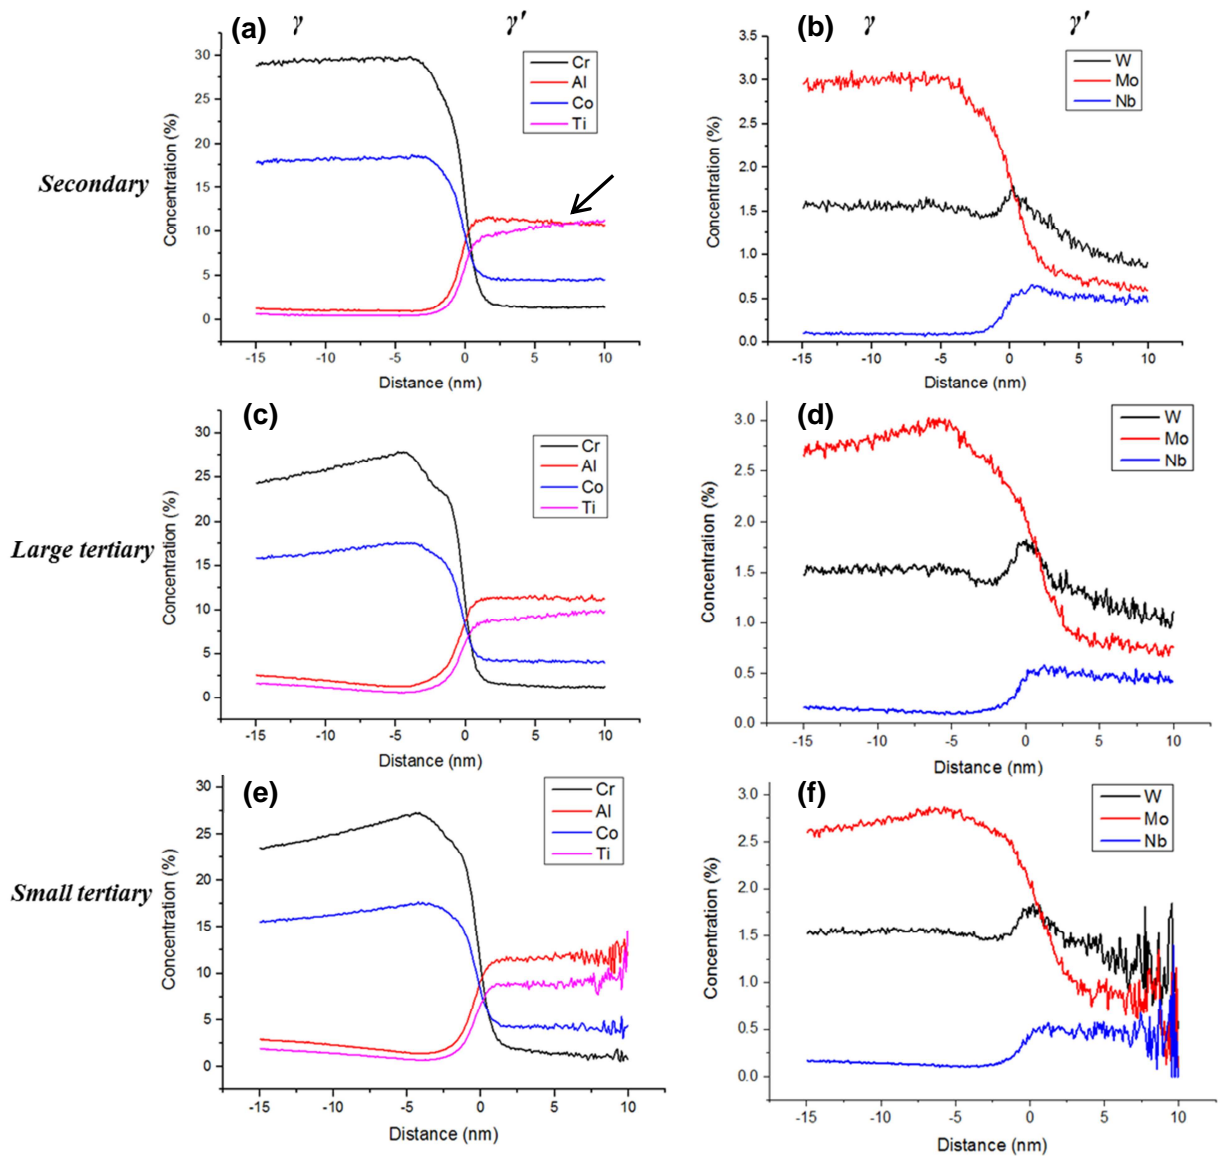 (a) γ γ′
Concentration (%)
30
25
20
15
10
5
0
Cr
Al
Co
Ti
-15 -10 -5 0 5 10
Distance (nm)
(b) γ γ′
Concentration (%)
3.5
3.0
2.5
2.0
1.5
1.0
0.5
0.0
W
Mo
Nb
-15 -10 -5 0 5 10
Distance (nm)
Secondary
(c)
Concentration (%)
30
25
20
15
10
5
0
Cr
Al
Co
Ti
-15 -10 -5 0 5 10
Distance (nm)
(d)
Concentration (%)
3.0
2.5
2.0
1.5
1.0
0.5
0.0
W
Mo
Nb
-15 -10 -5 0 5 10
Distance (nm)
Large tertiary
(e)
Concentration (%)
30
25
20
15
10
5
0
Cr
Al
Co
Ti
-15 -10 -5 0 5 10
Distance (nm)
(f)
Concentration (%)
3.0
2.5
2.0
1.5
1.0
0.5
0.0
W
Mo
Nb
-15 -10 -5 0 5 10
Distance (nm)
Small tertiary